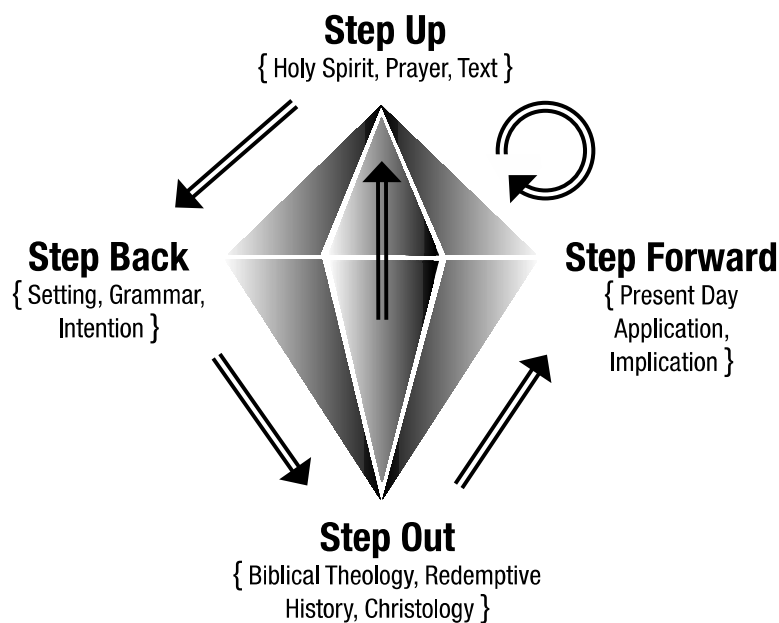 Step Up
{ Holy Spirit, Prayer, Text }
Step Back
{ Setting, Grammar,
Intention }
Step Forward
{ Present Day
Application,
Implication }
Step Out
{ Biblical Theology, Redemptive
History, Christology }